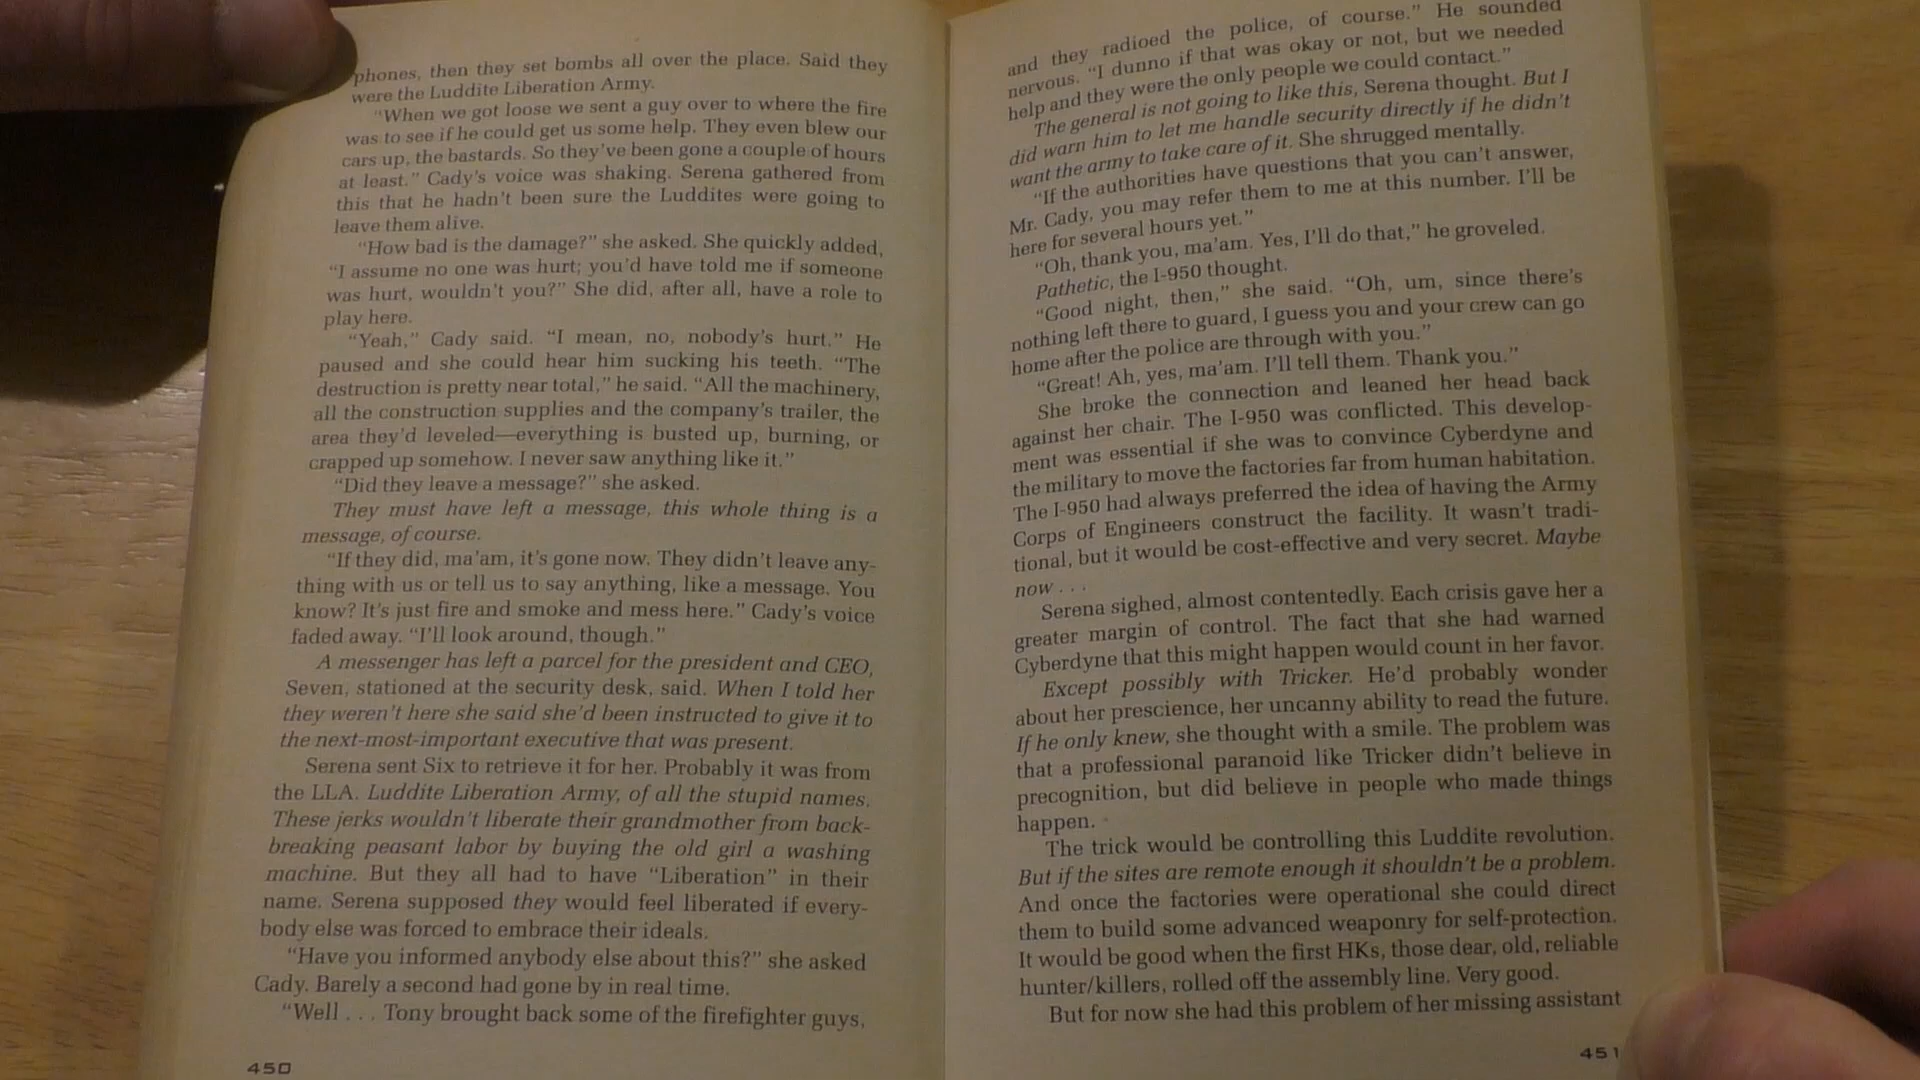 phones, then they set bombs all over the place. Said they
were the Luddite Liberation Army.
"When we got loose we sent a guy over to where the fire
was to see if he could get us some help. They even blew our
cars up, the bastards. So they've been gone a couple of hours
at least." Cady's voice was shaking. Serena gathered from
this that he hadn't been sure the Luddites were going to
leave them alive.
"How bad is the damage?" she asked. She quickly added,
"I assume no one was hurt; you'd have told me if someone
was hurt, wouldn't you?" She did, after all, have a role to
play here.
"Yeah," Cady said. "I mean, no, nobody's hurt." He
paused and she could hear him sucking his teeth. "The
destruction is pretty near total," he said. "All the machinery,
all the construction supplies and the company's trailer, the
area they'd leveled—everything is busted up, burning, or
crapped up somehow. I never saw anything like it."
"Did they leave a message?" she asked.
They must have left a message, this whole thing is a
message, of course.
"If they did, ma'am, it's gone now. They didn't leave any-
thing with us or tell us to say anything, like a message. You
know? It's just fire and smoke and mess here." Cady's voice
faded away. "I'll look around, though."
A messenger has left a parcel for the president and CEO,
Seven, stationed at the security desk, said. When I told her
they weren't here she said she'd been instructed to give it to
the next-most-important executive that was present.
Serena sent Six to retrieve it for her. Probably it was from
the LLA. Luddite Liberation Army, of all the stupid names.
These jerks wouldn't liberate their grandmother from back-
breaking peasant labor by buying the old girl a washing
machine. But they all had to have "Liberation" in their
name. Serena supposed they would feel liberated if every-
body else was forced to embrace their ideals.
"Have you informed anybody else about this?" she asked
Cady. Barely a second had gone by in real time.
"Well . . . Tony brought back some of the firefighter guys,
450
and they radioed the police, of course." He sounded
nervous. "I dunno if that was okay or not, but we needed
help and they were the only people we could contact."
The general is not going to like this, Serena thought. But I
did warn him to let me handle security directly if he didn't
want the army to take care of it. She shrugged mentally.
"If the authorities have questions that you can't answer,
Mr. Cady, you may refer them to me at this number. I'll be
here for several hours yet."
"Oh, thank you, ma'am. Yes, I'll do that," he groveled.
Pathetic, the I-950 thought.
"Good night, then," she said. "Oh, um, since there's
nothing left there to guard, I guess you and your crew can go
home after the police are through with you."
"Great! Ah, yes, ma'am. I'll tell them. Thank you."
She broke the connection and leaned her head back
against her chair. The I-950 was conflicted. This develop-
ment was essential if she was to convince Cyberdyne and
the military to move the factories far from human habitation.
The I-950 had always preferred the idea of having the Army
Corps of Engineers construct the facility. It wasn't tradi-
tional, but it would be cost-effective and very secret. Maybe
now . . .
Serena sighed, almost contentedly. Each crisis gave her a
greater margin of control. The fact that she had warned
Cyberdyne that this might happen would count in her favor.
Except possibly with Tricker. He'd probably wonder
about her prescience, her uncanny ability to read the future.
If he only knew, she thought with a smile. The problem was
that a professional paranoid like Tricker didn't believe in
precognition, but did believe in people who made things
happen.
The trick would be controlling this Luddite revolution.
But if the sites are remote enough it shouldn't be a problem.
And once the factories were operational she could direct
them to build some advanced weaponry for self-protection.
It would be good when the first HKs, those dear, old, reliable
hunter/killers, rolled off the assembly line. Very good.
But for now she had this problem of her missing assistant
451